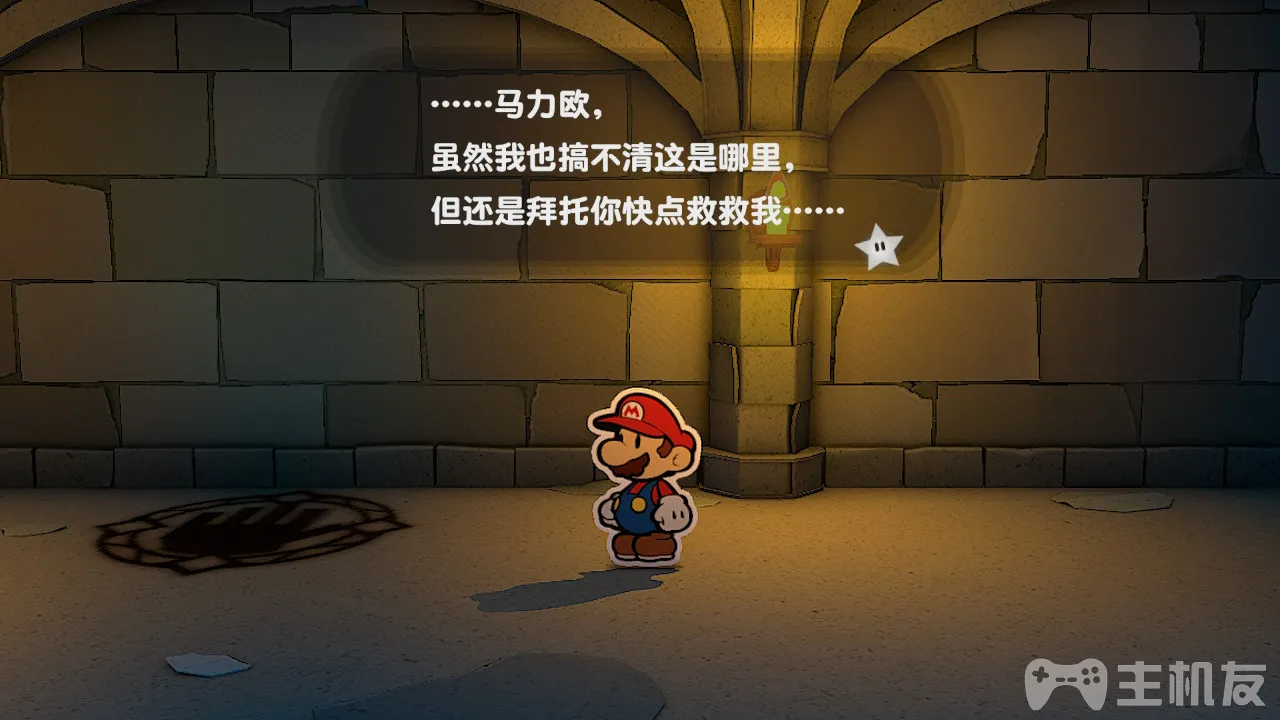 ……马力欧，
虽然我也搞不清这是哪里，
但还是拜托你快点救救我……
M
主机友